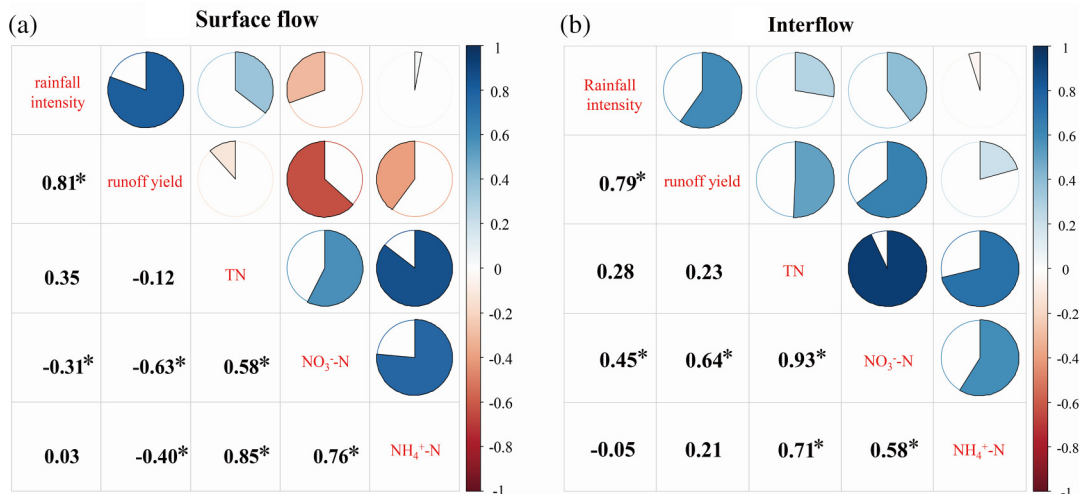 (a) Surface flow
rainfall
intensity
0.81* runoff yield
0.35 -0.12 TN
-0.31* -0.63* 0.58* NO₃⁻-N
0.03 -0.40* 0.85* 0.76* NH₄⁺-N
1
0.8
0.6
0.4
0.2
0
-0.2
-0.4
-0.6
-0.8
-1
(b) Interflow
Rainfall
intensity
0.79* runoff yield
0.28 0.23 TN
0.45* 0.64* 0.93* NO₃⁻-N
-0.05 0.21 0.71* 0.58* NH₄⁺-N
1
0.8
0.6
0.4
0.2
0
-0.2
-0.4
-0.6
-0.8
-1